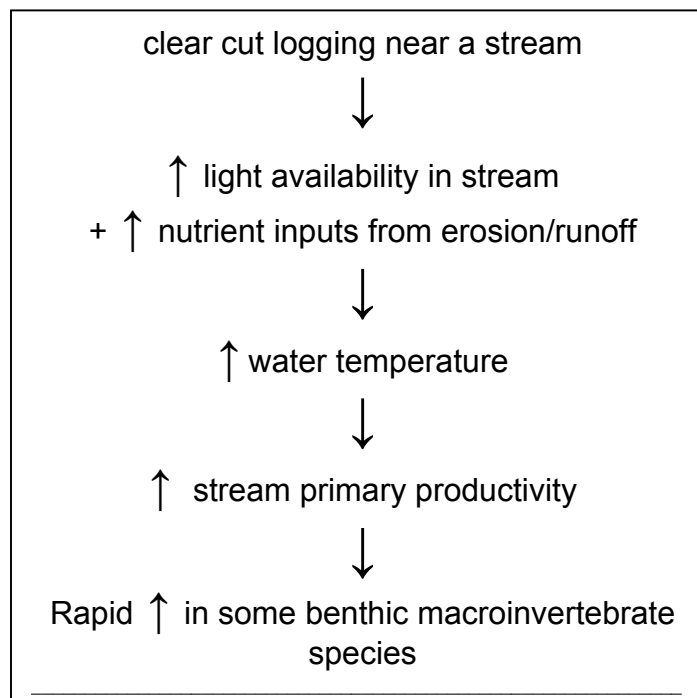 clear cut logging near a stream
↓
↑ light availability in stream
+ ↑ nutrient inputs from erosion/runoff
↓
↑ water temperature
↓
↑ stream primary productivity
↓
Rapid ↑ in some benthic macroinvertebrate
species